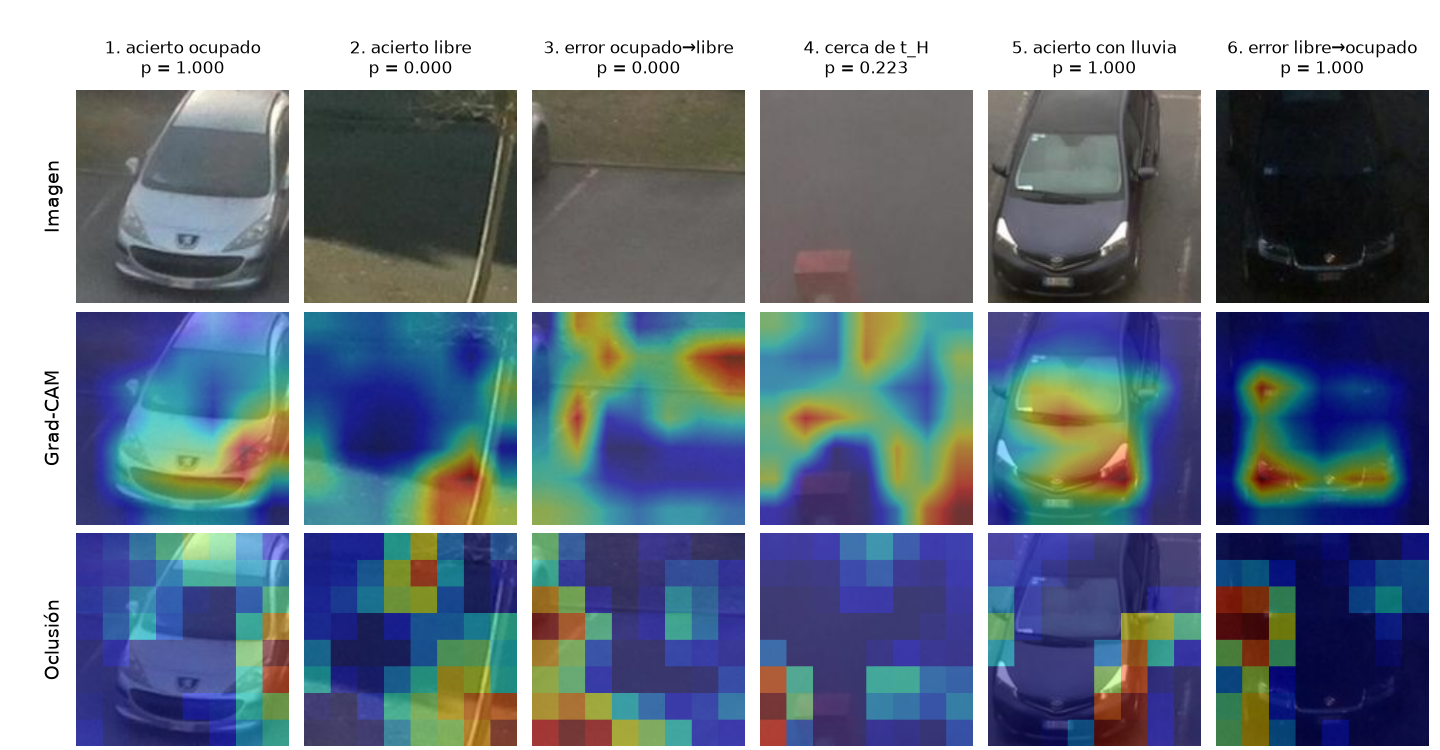 1. acierto ocupado
p = 1.000
2. acierto libre
p = 0.000
3. error ocupado→libre
p = 0.000
4. cerca de t_H
p = 0.223
5. acierto con lluvia
p = 1.000
6. error libre→ocupado
p = 1.000
Imagen
Grad-CAM
Oclusión